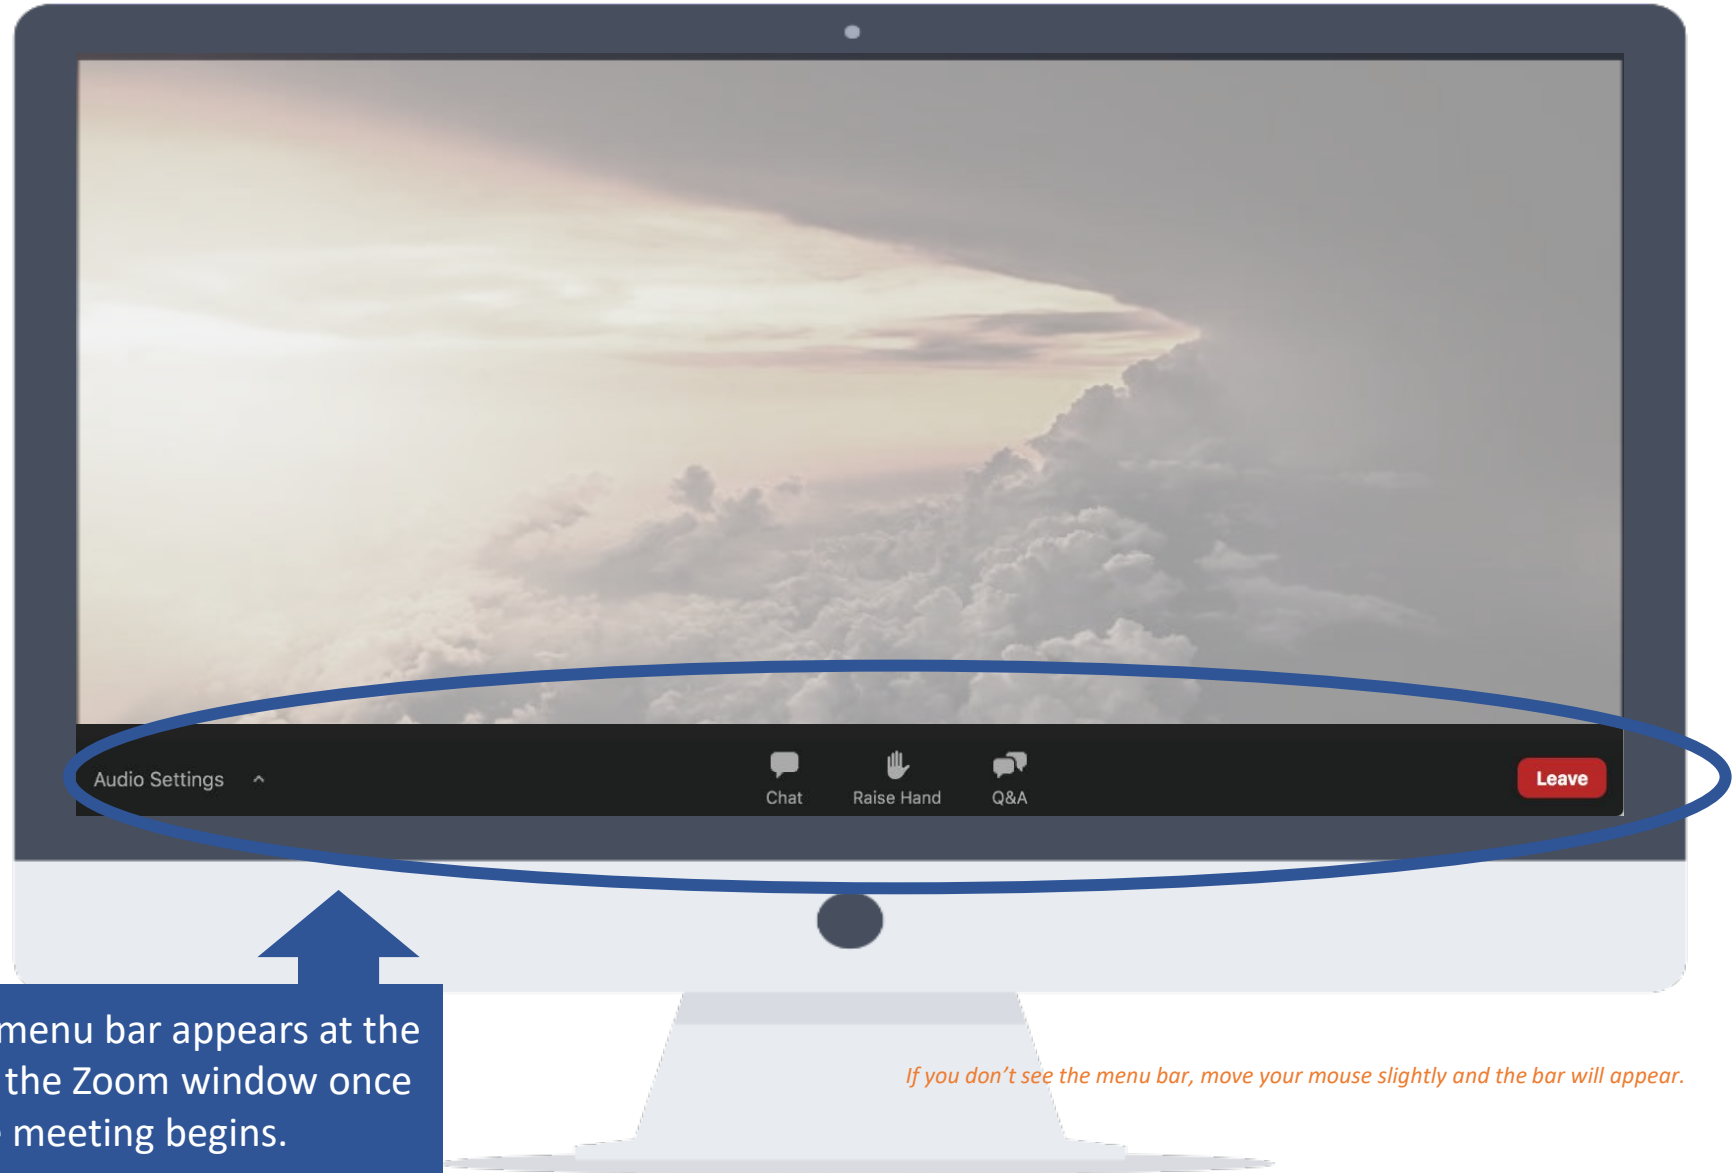 Audio Settings
Chat
Raise Hand
Q&A
Leave
menu bar appears at the
the Zoom window once
meeting begins.
If you don't see the menu bar, move your mouse slightly and the bar will appear.